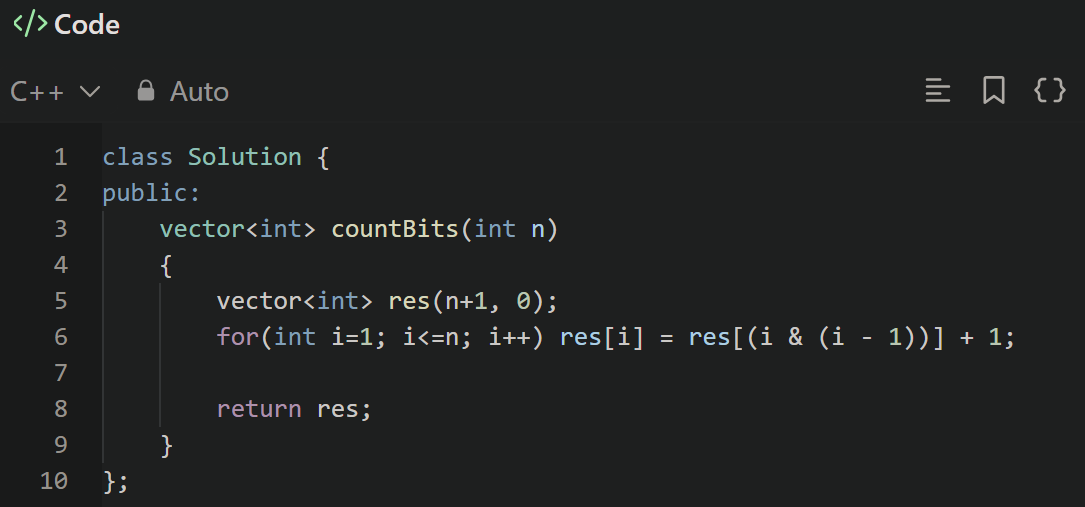 </> Code
C++ Auto
1 class Solution {
2 public:
3     vector<int> countBits(int n)
4     {
5         vector<int> res(n+1, 0);
6         for(int i=1; i<=n; i++) res[i] = res[(i & (i - 1))] + 1;
7
8         return res;
9     }
10 };